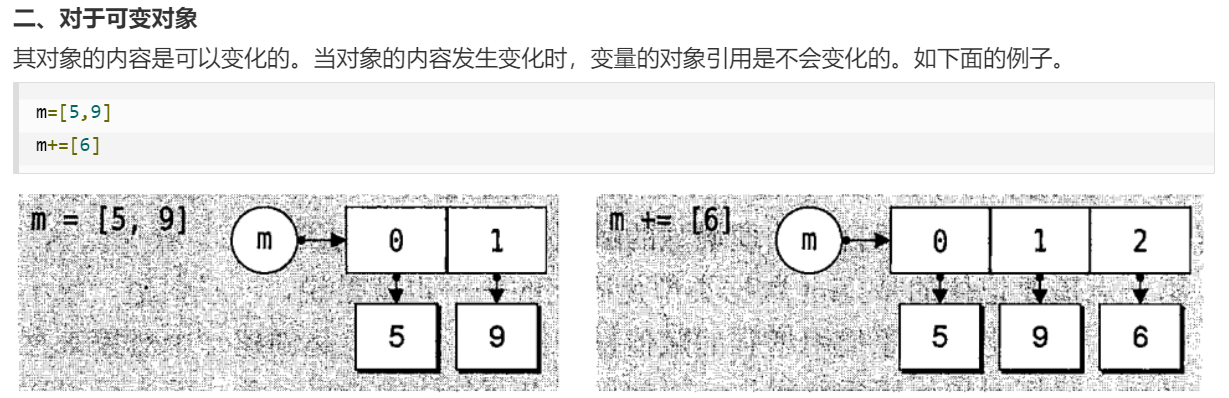 二、对于可变对象
其对象的内容是可以变化的。当对象的内容发生变化时，变量的对象引用是不会变化的。如下面的例子。
m=[5,9]
m+=[6]
m = [5, 9]
m
0 1
5 9
m += [6]
m
0 1 2
5 9 6